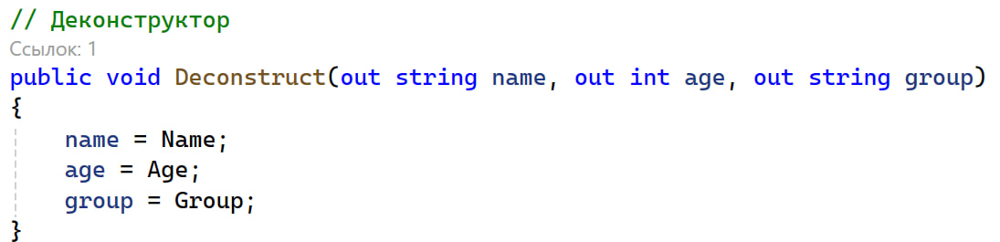 // Деконструктор
Ссылок: 1
public void Deconstruct(out string name, out int age, out string group)
{
    name = Name;
    age = Age;
    group = Group;
}